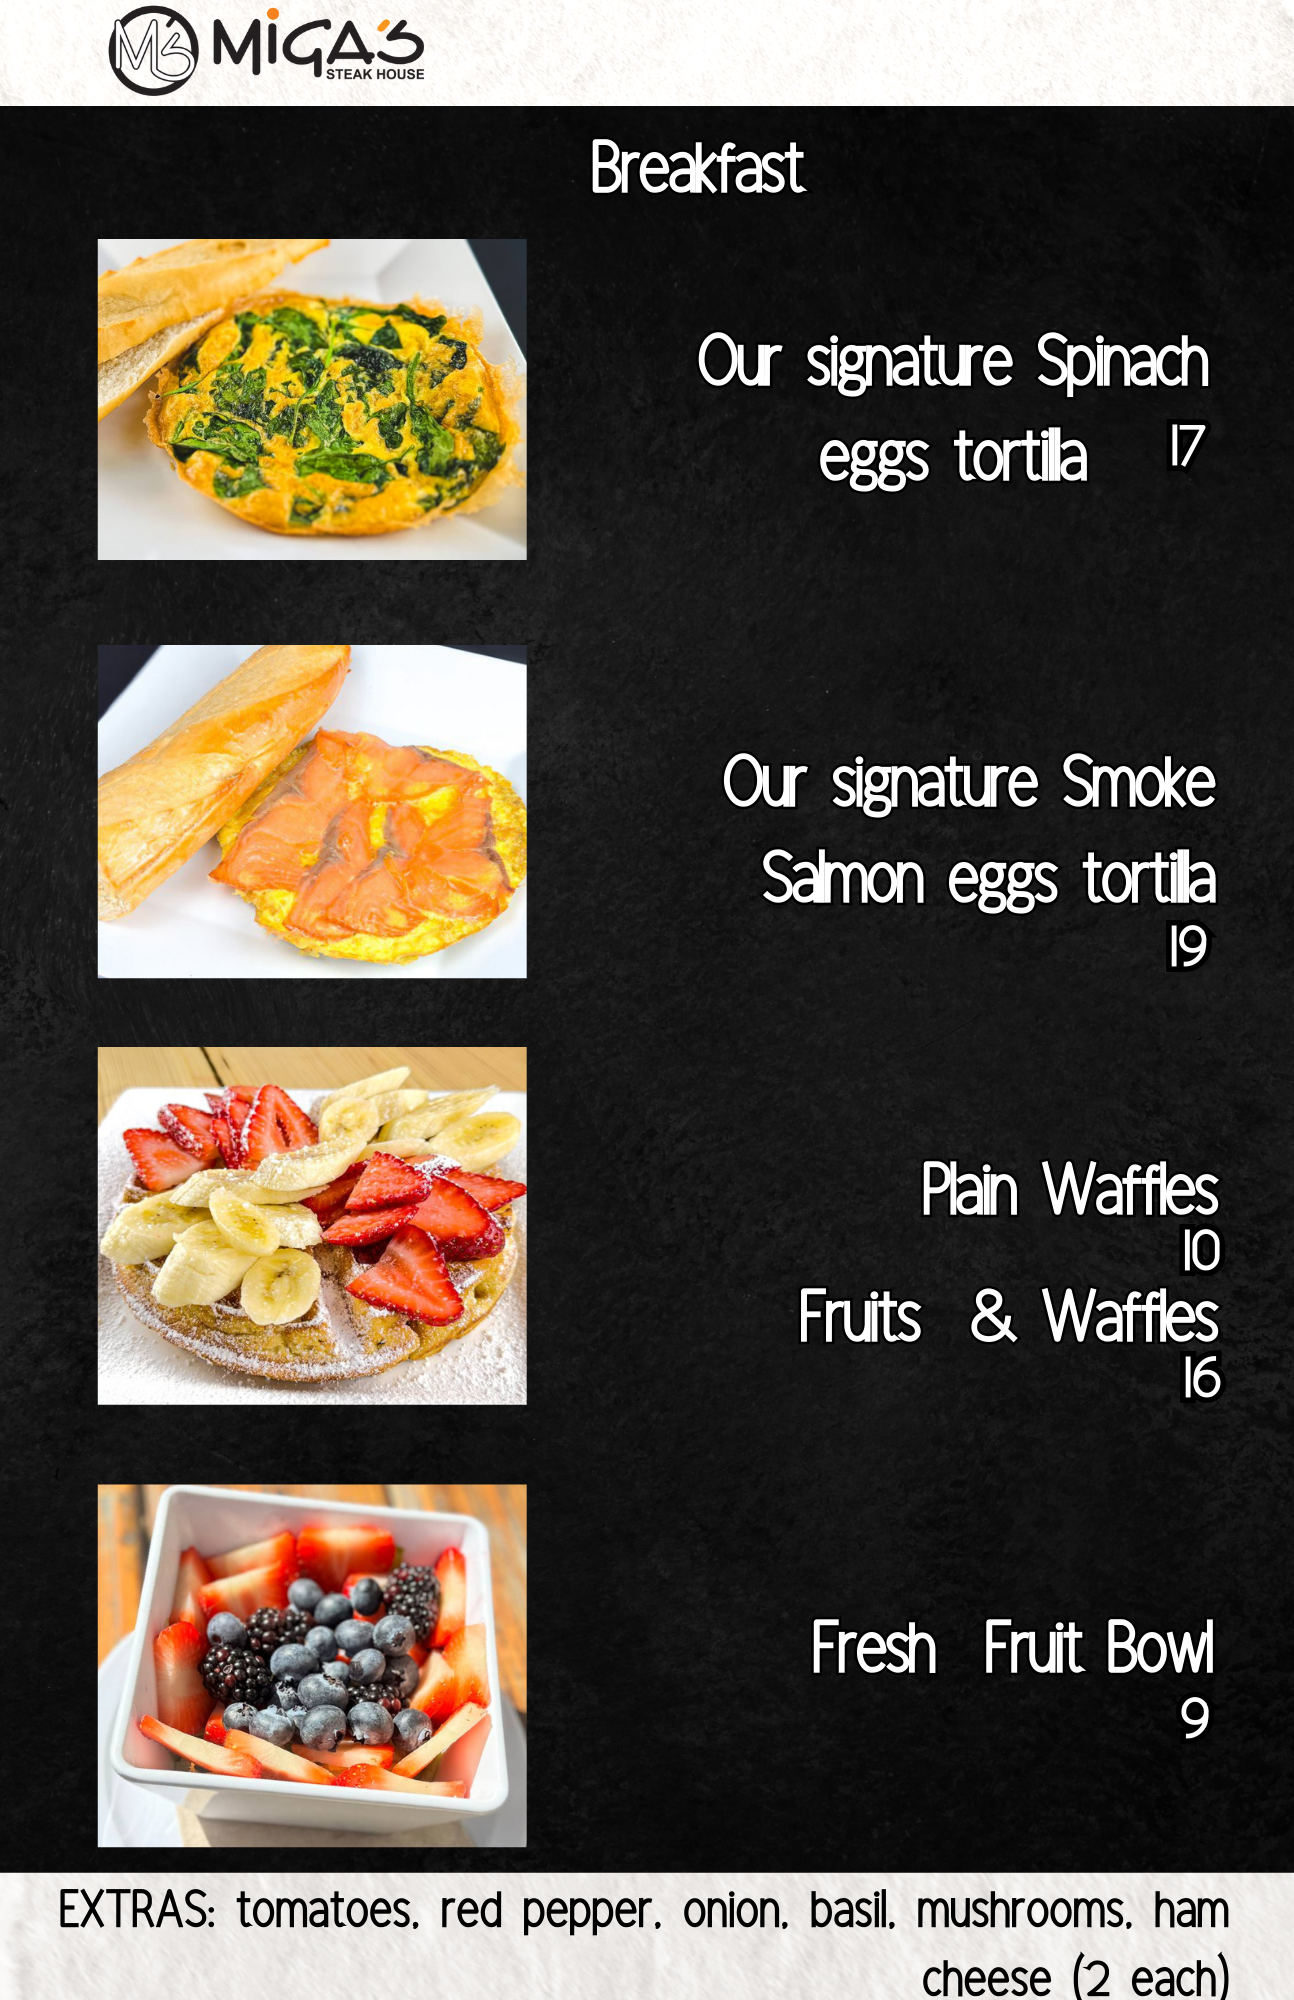 MS MiGA'S
STEAK HOUSE
Breakfast
Our signature Spinach
eggs tortilla 17
Our signature Smoke
Salmon eggs tortilla
19
Plain Waffles
10
Fruits & Waffles
16
Fresh Fruit Bowl
9
EXTRAS: tomatoes, red pepper, onion, basil, mushrooms, ham
cheese (2 each)